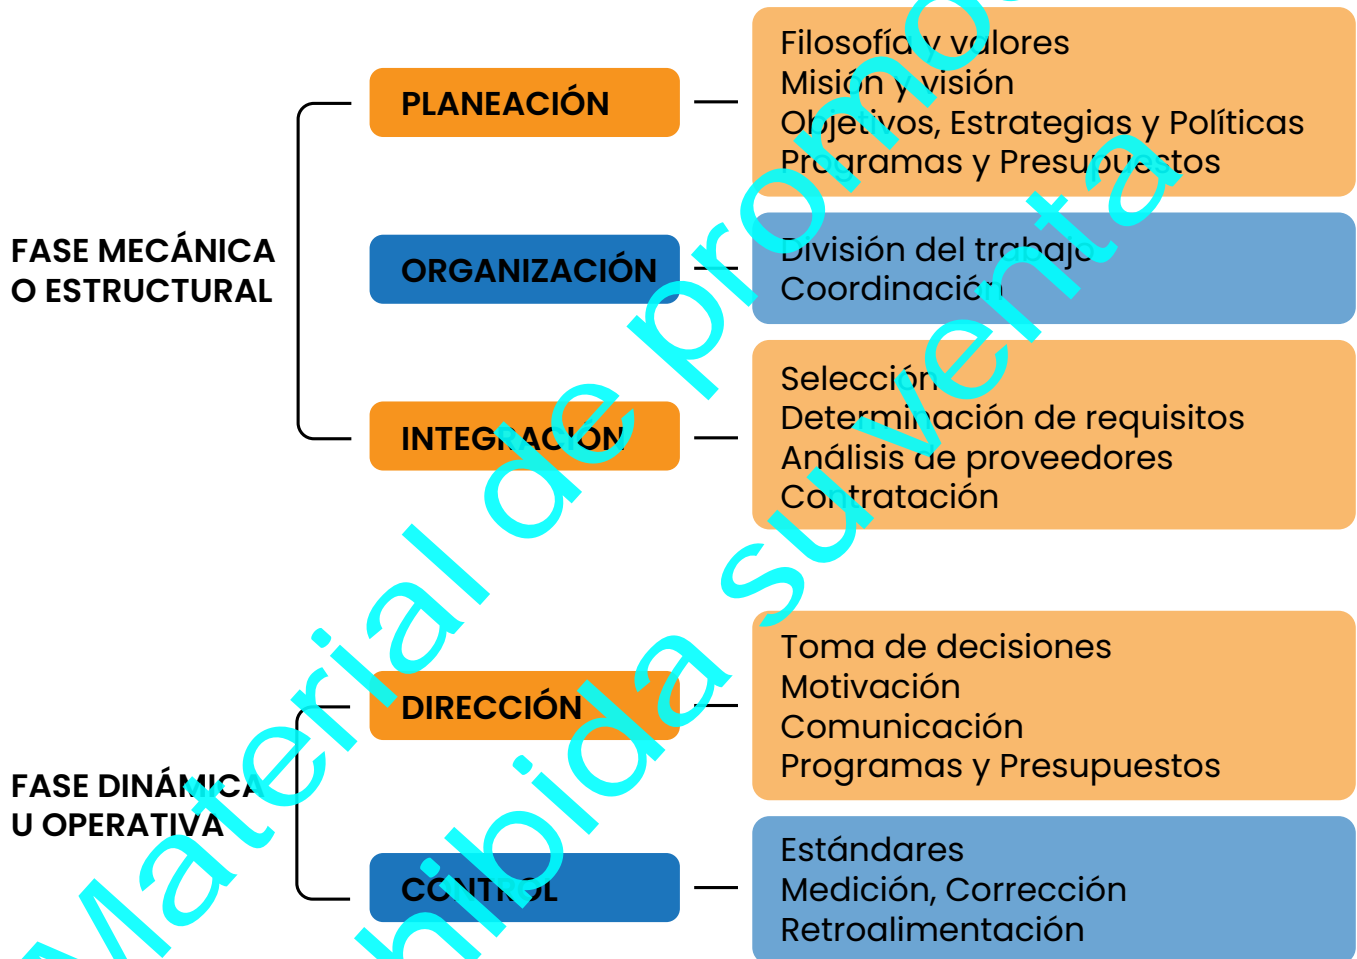 FASE MECÁNICA
O ESTRUCTURAL
PLANEACIÓN
Filosofía y valores
Misión y visión
Objetivos, Estrategias y Políticas
Programas y Presupuestos
ORGANIZACIÓN
División del trabajo
Coordinación
INTEGRACIÓN
Selección
Determinación de requisitos
Análisis de proveedores
Contratación
FASE DINÁMICA
U OPERATIVA
DIRECCIÓN
Toma de decisiones
Motivación
Comunicación
Programas y Presupuestos
CONTROL
Estándares
Medición, Corrección
Retroalimentación
Material de
su venta